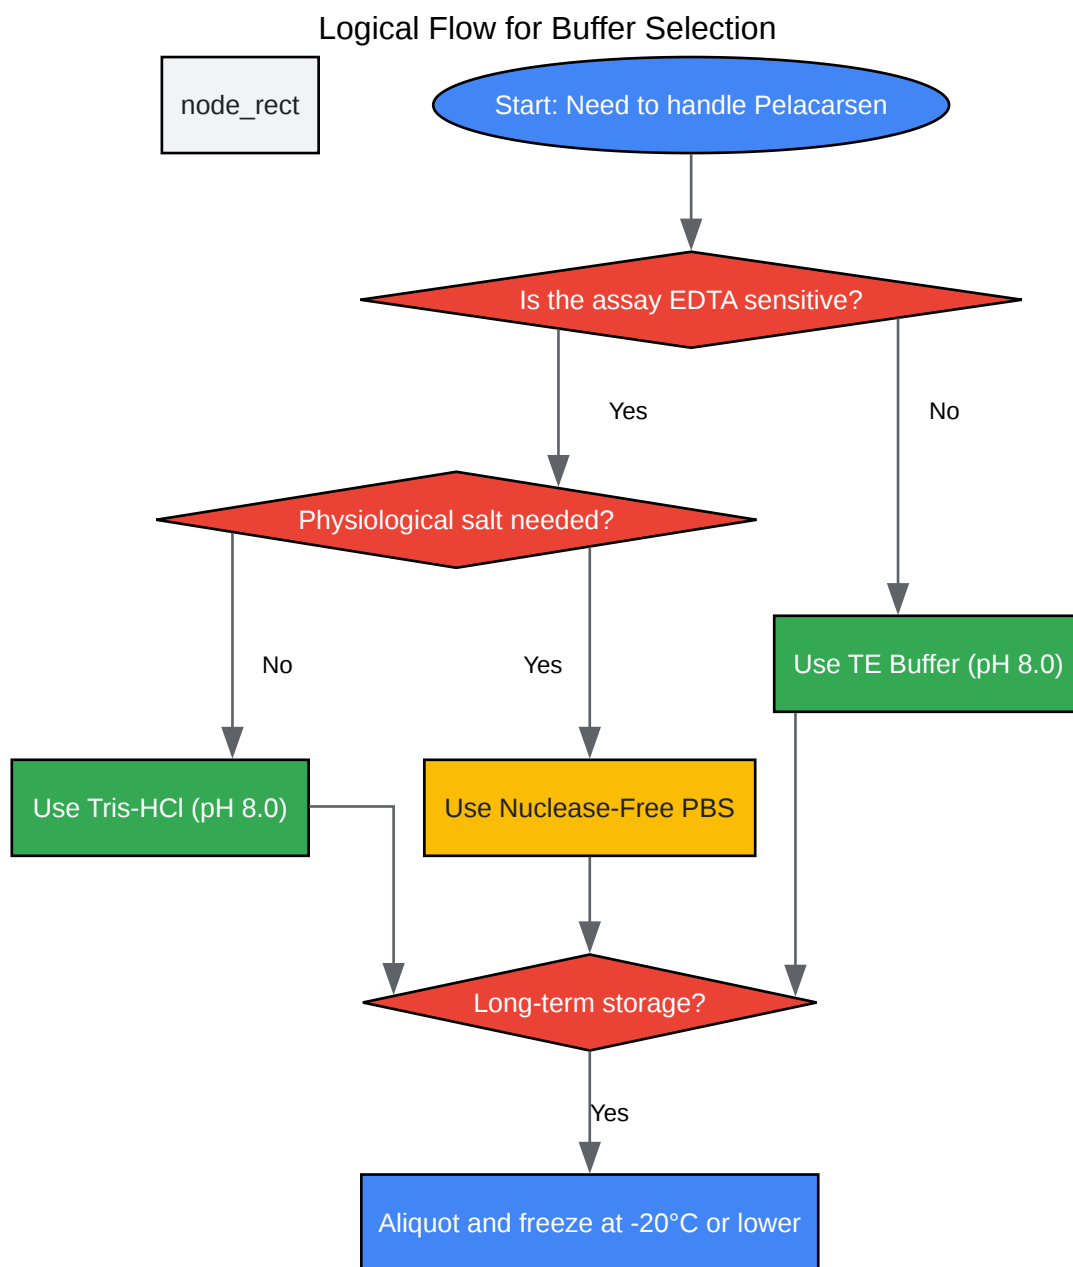 Logical Flow for Buffer Selection
node_rect
Start: Need to handle Pelacarsen
Is the assay EDTA sensitive?
Yes
No
Physiological salt needed?
No
Yes
Use TE Buffer (pH 8.0)
Use Tris-HCl (pH 8.0)
Use Nuclease-Free PBS
Long-term storage?
Yes
Aliquot and freeze at -20°C or lower